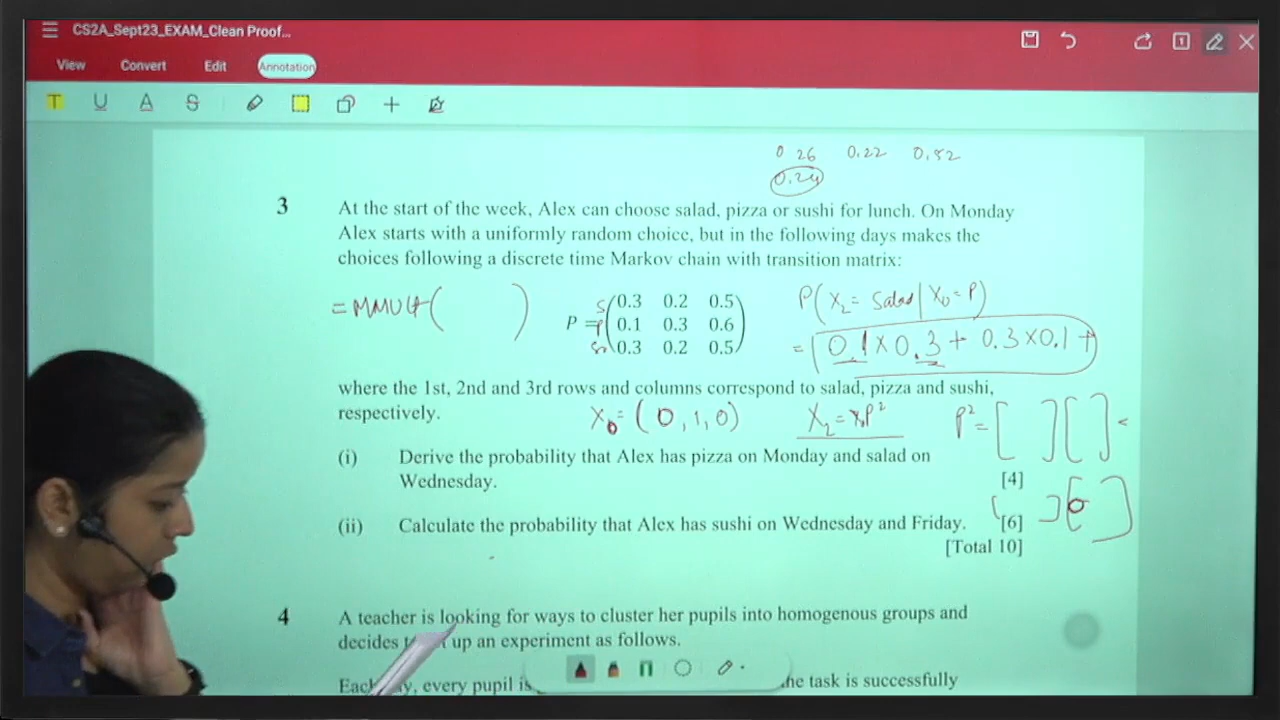 CS2A_Sept23_EXAM_Clean Proof...
View Convert Edit Annotation
T U A S
0.26 0.22 0.52
0.24
3 At the start of the week, Alex can choose salad, pizza or sushi for lunch. On Monday
Alex starts with a uniformly random choice, but in the following days makes the
choices following a discrete time Markov chain with transition matrix:
=MMULT( )
P =
S 0.3 0.2 0.5
P 0.1 0.3 0.6
Su 0.3 0.2 0.5
P(X₂ = Salad | X₀ = P)
= 0.1 × 0.3 + 0.3 × 0.1 +
where the 1st, 2nd and 3rd rows and columns correspond to salad, pizza and sushi,
respectively.
X₀ = (0, 1, 0) X₂ = X₀P² P² = [ ] [ ] =
(i) Derive the probability that Alex has pizza on Monday and salad on
Wednesday. [4]
(ii) Calculate the probability that Alex has sushi on Wednesday and Friday. [6]
[Total 10]
4 A teacher is looking for ways to cluster her pupils into homogenous groups and
decides up an experiment as follows.
every pupil is the task is successfully